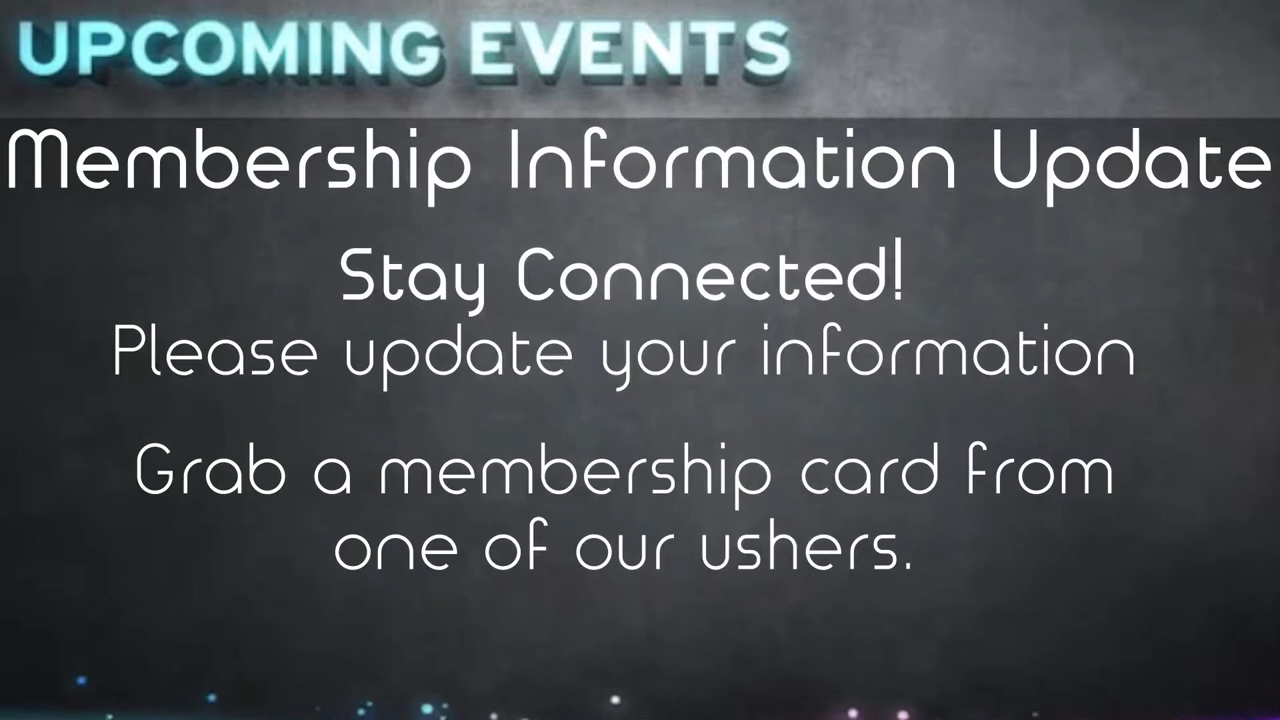 UPCOMING EVENTS
Membership Information Update
Stay Connected!
Please update your information
Grab a membership card from
one of our ushers.